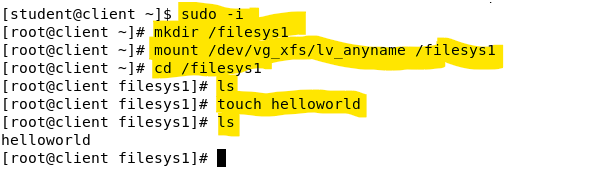 [student@client ~]$ sudo -i
[root@client ~]# mkdir /filesys1
[root@client ~]# mount /dev/vg_xfs/lv_anyname /filesys1
[root@client ~]# cd /filesys1
[root@client filesys1]# ls
[root@client filesys1]# touch helloworld
[root@client filesys1]# ls
helloworld
[root@client filesys1]#